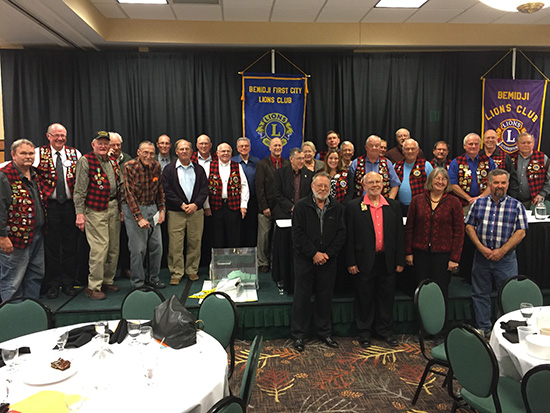 BEMIDJI FIRST CITY
LIONS CLUB
LIONS
L
BEMIDJI
LIONS CLUB
LIONS
L